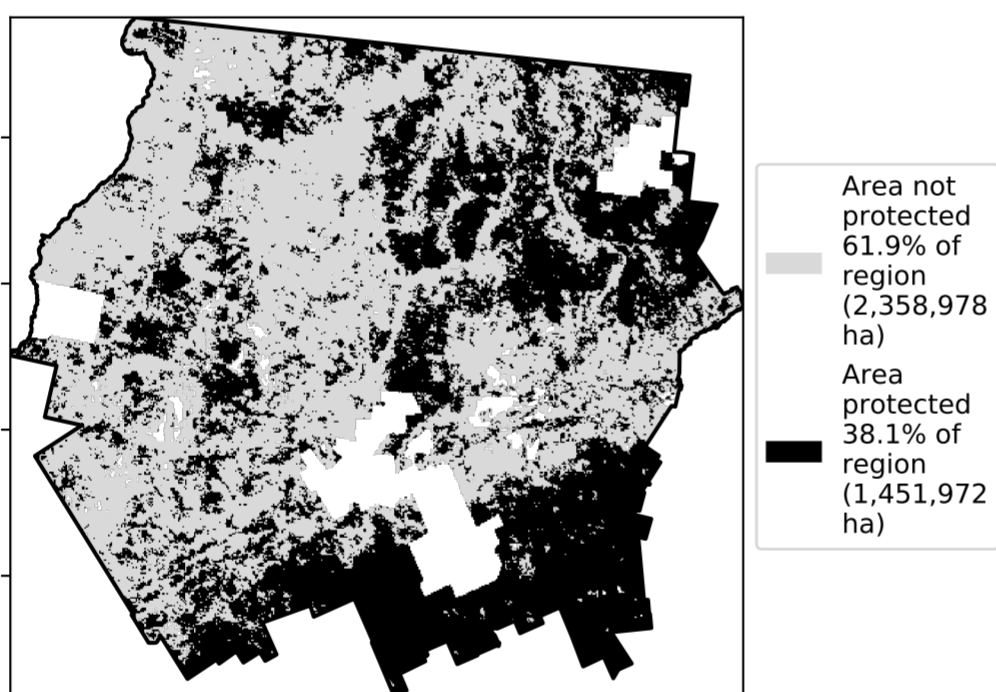 Area not
protected
61.9% of
region
(2,358,978
ha)
Area
protected
38.1% of
region
(1,451,972
ha)